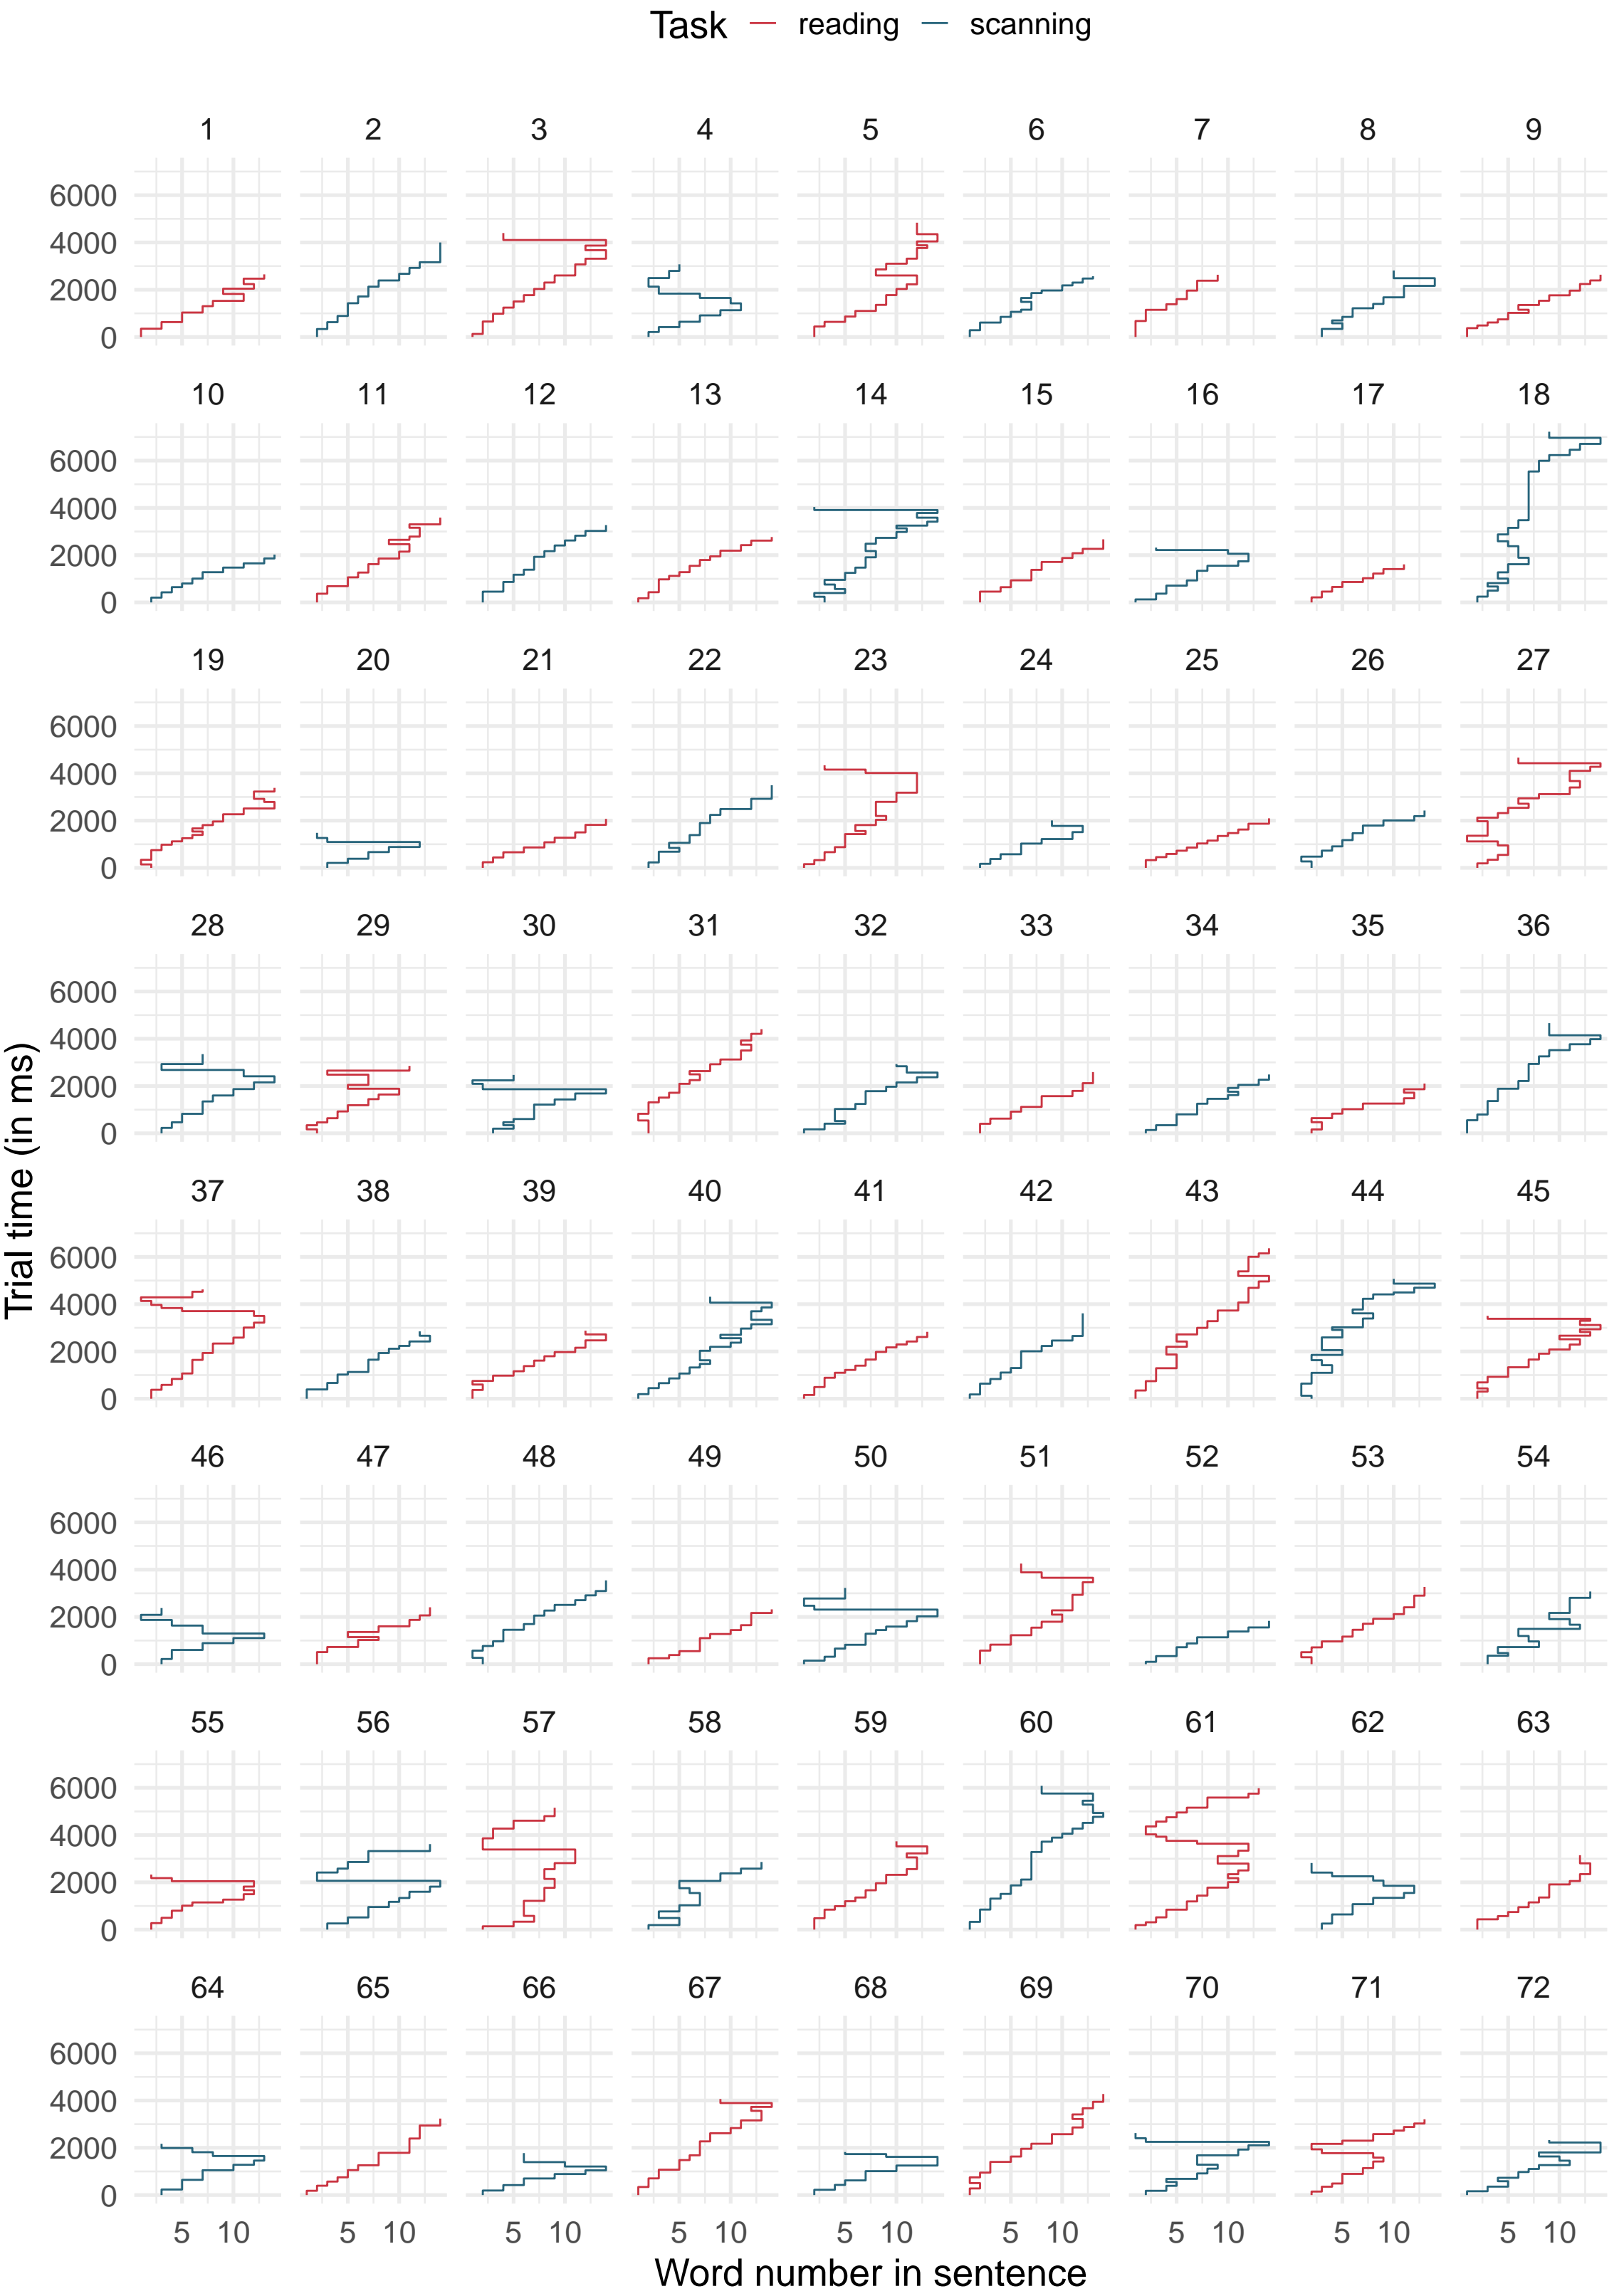 Task reading scanning
1 2 3 4 5 6 7 8 9
6000
4000
2000
0
10 11 12 13 14 15 16 17 18
6000
4000
2000
0
19 20 21 22 23 24 25 26 27
6000
4000
2000
0
28 29 30 31 32 33 34 35 36
6000
4000
2000
0
37 38 39 40 41 42 43 44 45
6000
4000
2000
0
46 47 48 49 50 51 52 53 54
6000
4000
2000
0
55 56 57 58 59 60 61 62 63
6000
4000
2000
0
64 65 66 67 68 69 70 71 72
6000
4000
2000
0
5 10 5 10 5 10 5 10 5 10 5 10 5 10 5 10 5 10
Word number in sentence
Trial time (in ms)